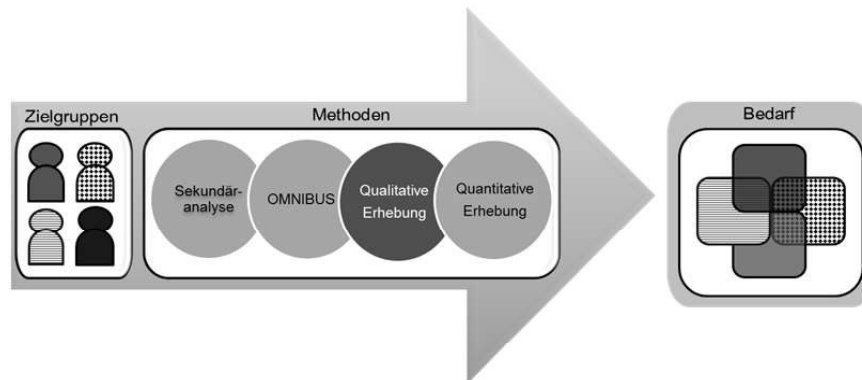 Zielgruppen
Methoden
Bedarf
Sekundär-
analyse
OMNIBUS
Qualitative
Erhebung
Quantitative
Erhebung